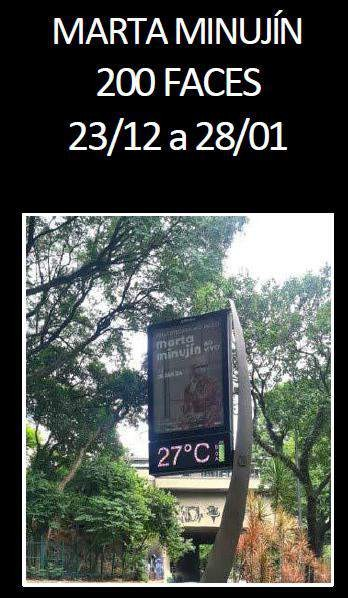 MARTA MINUJÍN
200 FACES
23/12 a 28/01
marta
minujín
27°C